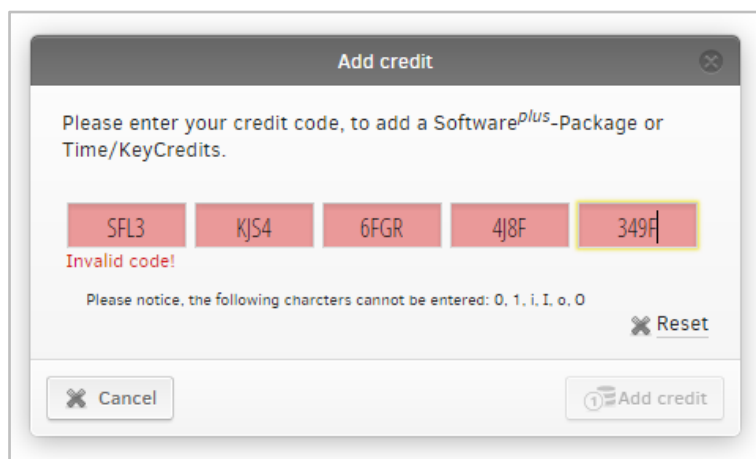 Add credit
Please enter your credit code, to add a Softwareplus-Package or
Time/KeyCredits.
SFL3 KJS4 6FGR 4J8F 349F
Invalid code!
Please notice, the following charcters cannot be entered: 0, 1, i, I, o, O
Reset
Cancel Add credit